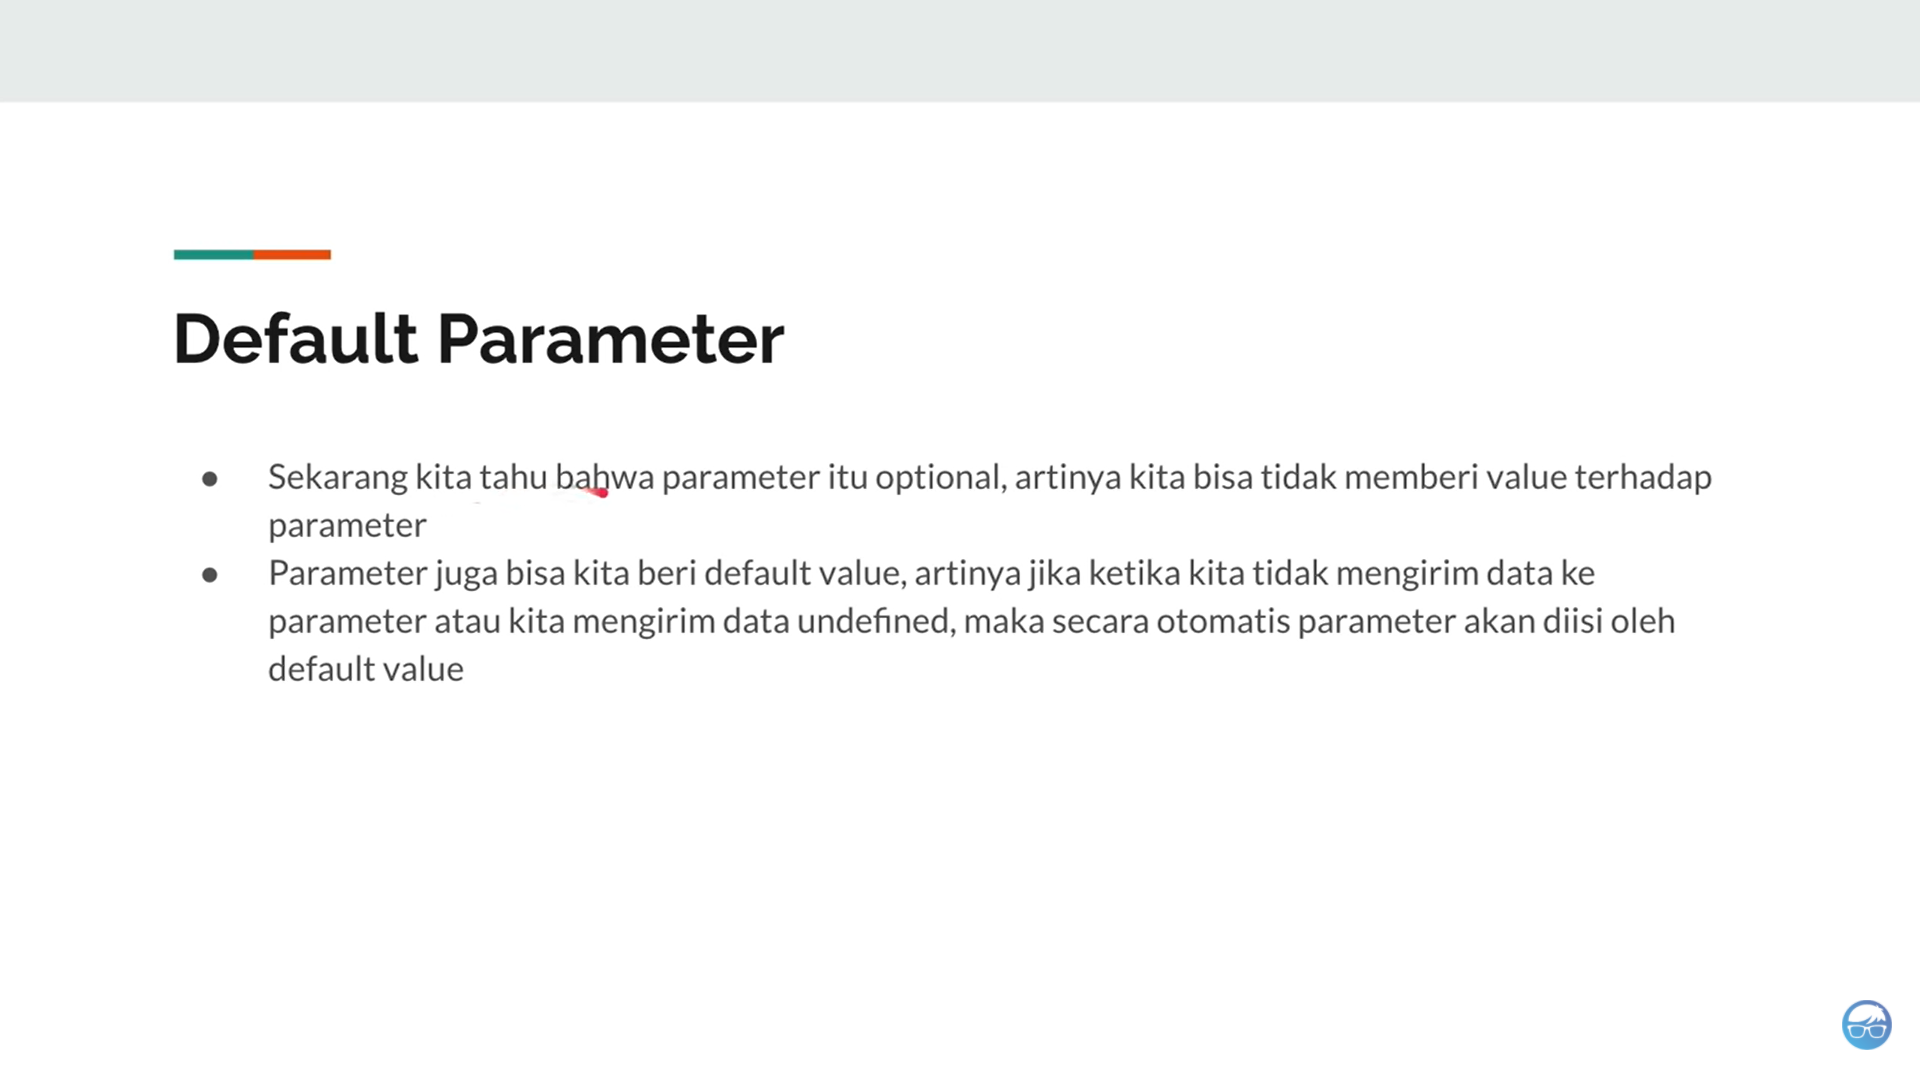 Default Parameter
● Sekarang kita tahu bahwa parameter itu optional, artinya kita bisa tidak memberi value terhadap
parameter
● Parameter juga bisa kita beri default value, artinya jika ketika kita tidak mengirim data ke
parameter atau kita mengirim data undefined, maka secara otomatis parameter akan diisi oleh
default value